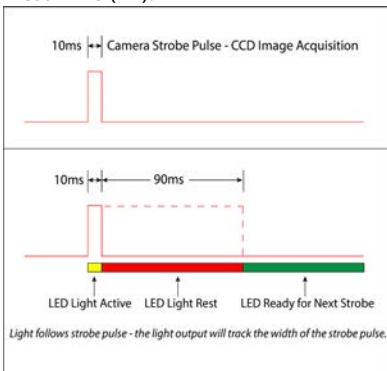 10ms Camera Strobe Pulse - CCD Image Acquisition
10ms 90ms
LED Light Active LED Light Rest LED Ready for Next Strobe
Light follows strobe pulse - the light output will track the width of the strobe pulse.